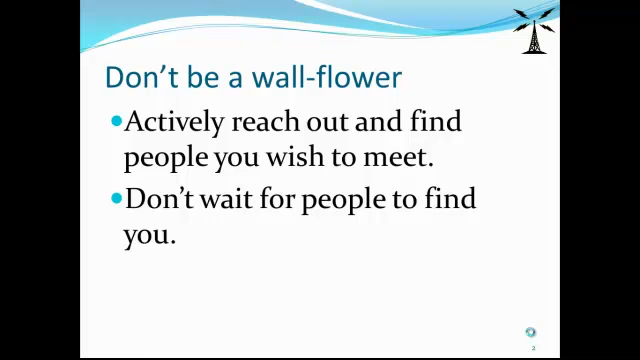 Don't be a wall-flower
•Actively reach out and find
people you wish to meet.
•Don't wait for people to find
you.
2